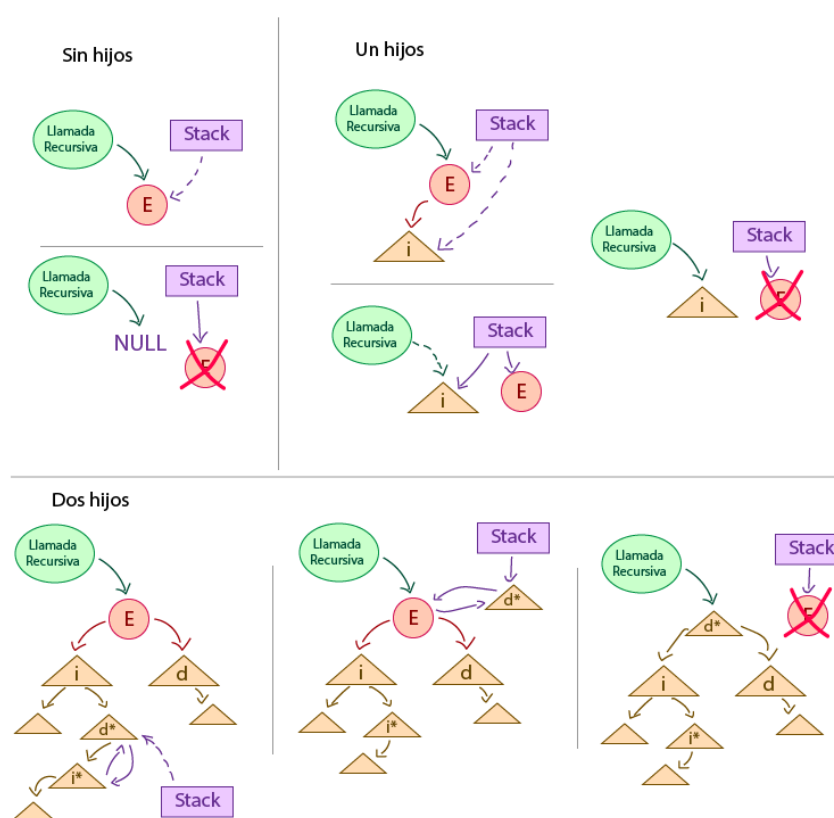 Sin hijos
Llamada
Recursiva
Stack
E
Llamada
Recursiva
Stack
NULL
E
Un hijos
Llamada
Recursiva
Stack
E
i
Llamada
Recursiva
Stack
i
E
Llamada
Recursiva
Stack
i
E
Dos hijos
Llamada
Recursiva
E
i
d
d*
i*
Stack
Llamada
Recursiva
Stack
E
d*
i
d
i*
Llamada
Recursiva
Stack
E
d*
i
d
i*